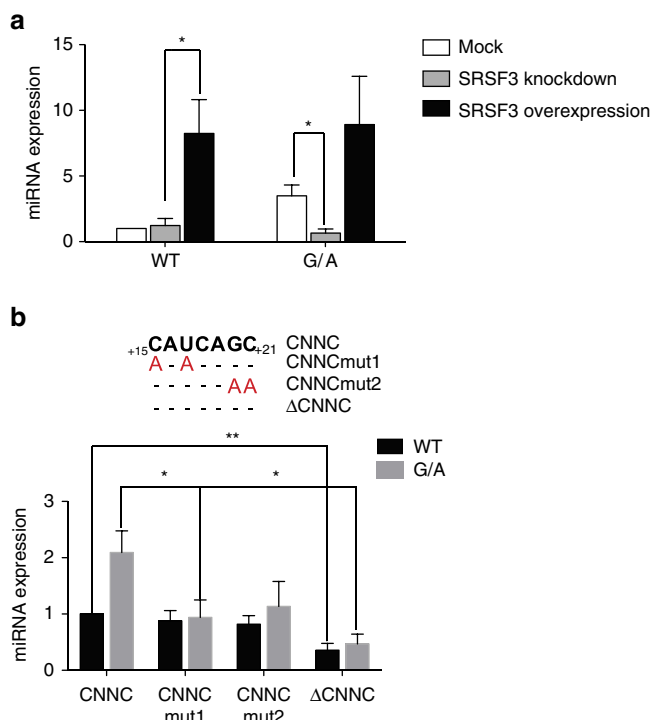 a
miRNA expression
15
10
5
0
*
*
WT
G/A
Mock
SRSF3 knockdown
SRSF3 overexpression
b
+15CAUCAGC+21 CNNC
A - A - - - - CNNCmut1
- - - - - A A CNNCmut2
- - - - - - - ΔCNNC
**
*
*
WT
G/A
miRNA expression
3
2
1
0
CNNC
CNNC
mut1
CNNC
mut2
ΔCNNC